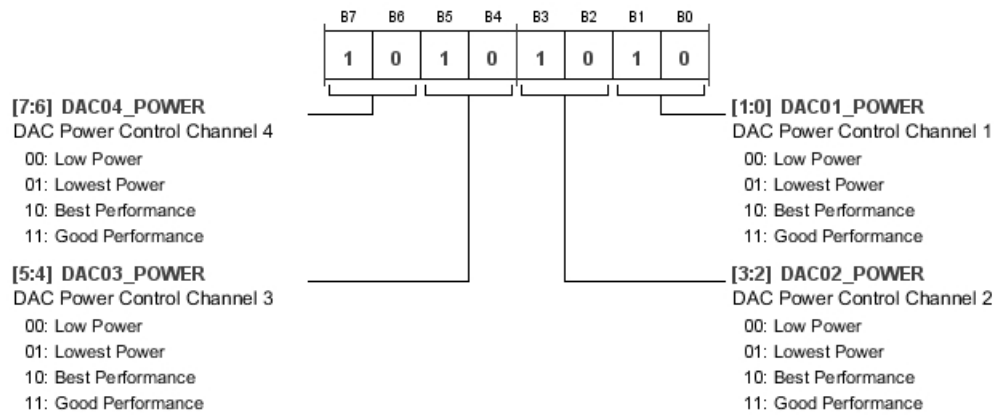 B7 B6 B5 B4 B3 B2 B1 B0
1 0 1 0 1 0 1 0
[7:6] DAC04_POWER
DAC Power Control Channel 4
00: Low Power
01: Lowest Power
10: Best Performance
11: Good Performance
[5:4] DAC03_POWER
DAC Power Control Channel 3
00: Low Power
01: Lowest Power
10: Best Performance
11: Good Performance
[1:0] DAC01_POWER
DAC Power Control Channel 1
00: Low Power
01: Lowest Power
10: Best Performance
11: Good Performance
[3:2] DAC02_POWER
DAC Power Control Channel 2
00: Low Power
01: Lowest Power
10: Best Performance
11: Good Performance